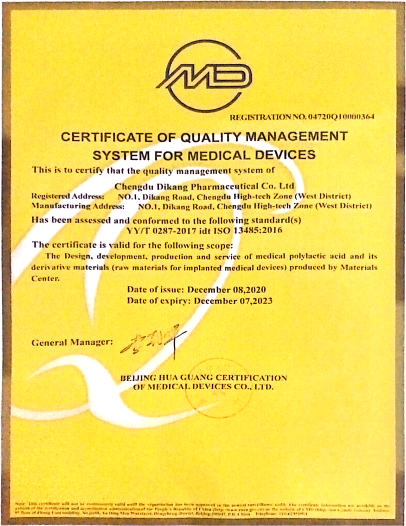 MD
REGISTRATION NO. 04720Q10000364
CERTIFICATE OF QUALITY MANAGEMENT
SYSTEM FOR MEDICAL DEVICES
This is to certify that the quality management system of
Chengdu Dikang Pharmaceutical Co. Ltd
Registered Address: NO.1, Dikang Road, Chengdu High-tech Zone (West District)
Manufacturing Address: NO.1, Dikang Road, Chengdu High-tech Zone (West District)
Has been assessed and conformed to the following standard(s)
YY/T 0287-2017 idt ISO 13485:2016
The certificate is valid for the following scope:
The Design, development, production and service of medical polylactic acid and its
derivative materials (raw materials for implanted medical devices) produced by Materials
Center.
Date of issue: December 08,2020
Date of expiry: December 07,2023
General Manager:
BEIJING HUA GUANG CERTIFICATION
OF MEDICAL DEVICES CO., LTD.